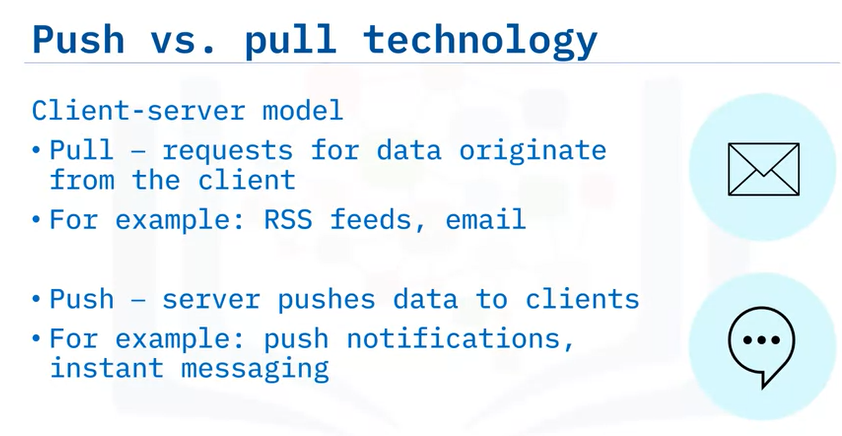 Push vs. pull technology
Client-server model
• Pull – requests for data originate
from the client
• For example: RSS feeds, email
• Push – server pushes data to clients
• For example: push notifications,
instant messaging